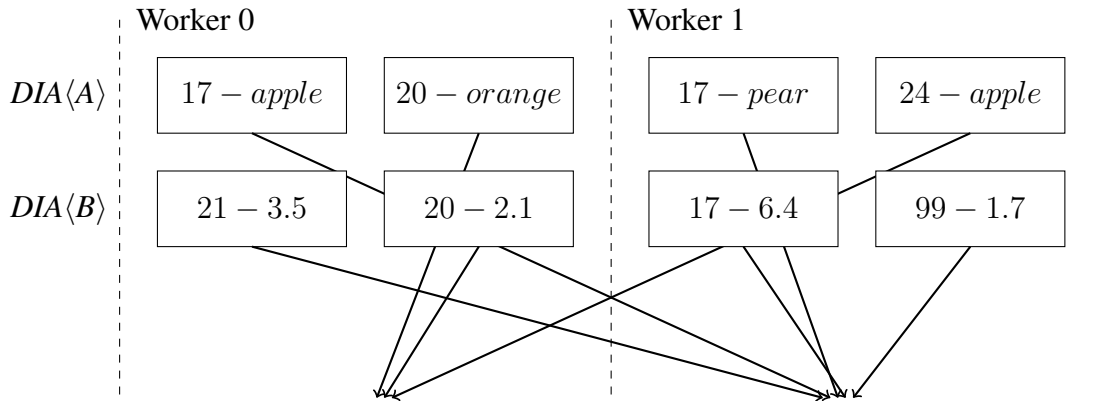 Worker 0 Worker 1
DIA⟨A⟩ 17 − apple 20 − orange 17 − pear 24 − apple
DIA⟨B⟩ 21 − 3.5 20 − 2.1 17 − 6.4 99 − 1.7